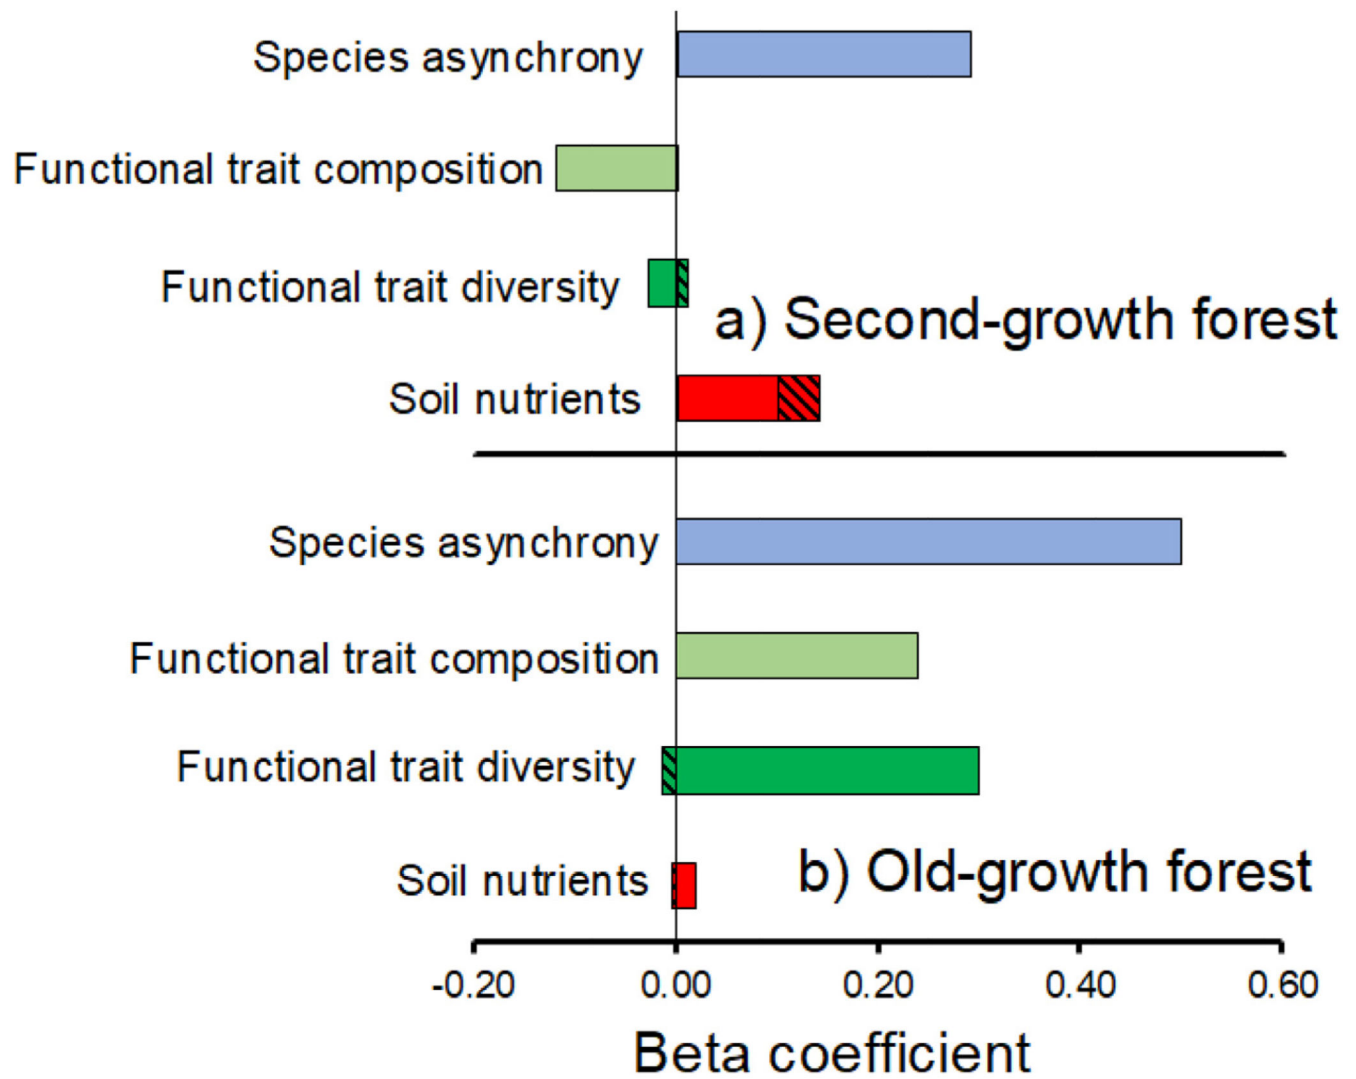 Species asynchrony
Functional trait composition
Functional trait diversity
a) Second-growth forest
Soil nutrients
Species asynchrony
Functional trait composition
Functional trait diversity
b) Old-growth forest
Soil nutrients
-0.20 0.00 0.20 0.40 0.60
Beta coefficient